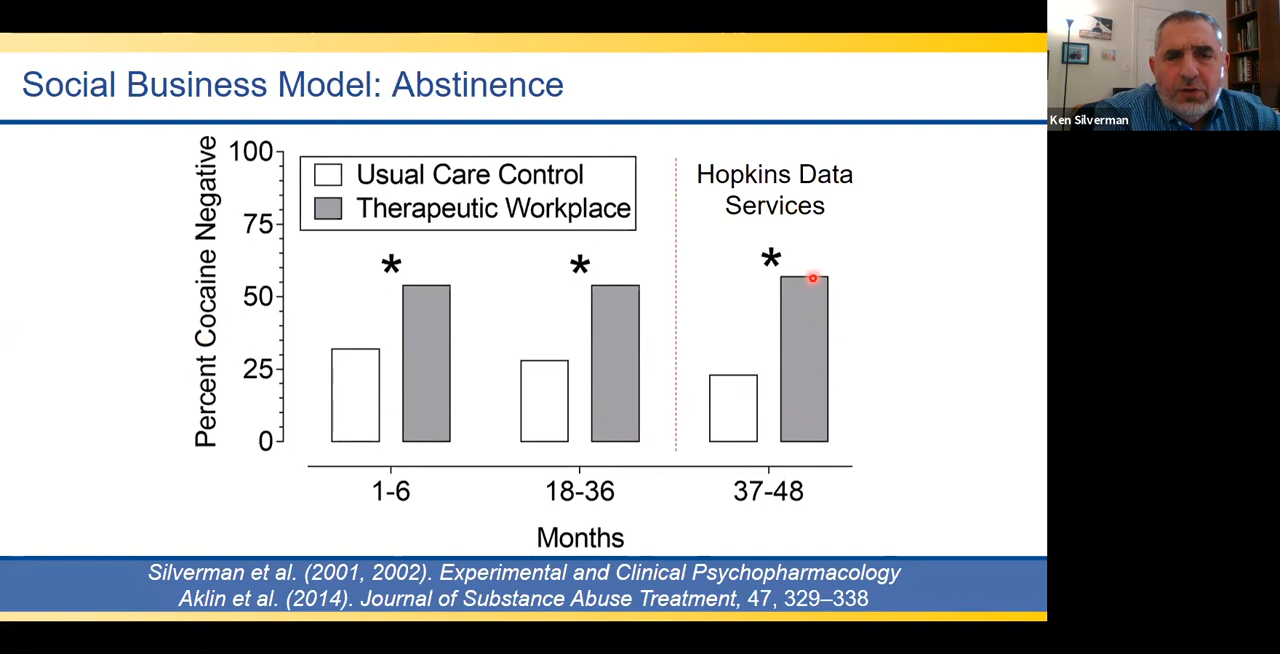 Social Business Model: Abstinence
Ken Silverman
Percent Cocaine Negative
100
75
50
25
0
Usual Care Control
Therapeutic Workplace
Hopkins Data
Services
*
*
*
1-6
18-36
37-48
Months
Silverman et al. (2001, 2002). Experimental and Clinical Psychopharmacology
Aklin et al. (2014). Journal of Substance Abuse Treatment, 47, 329–338